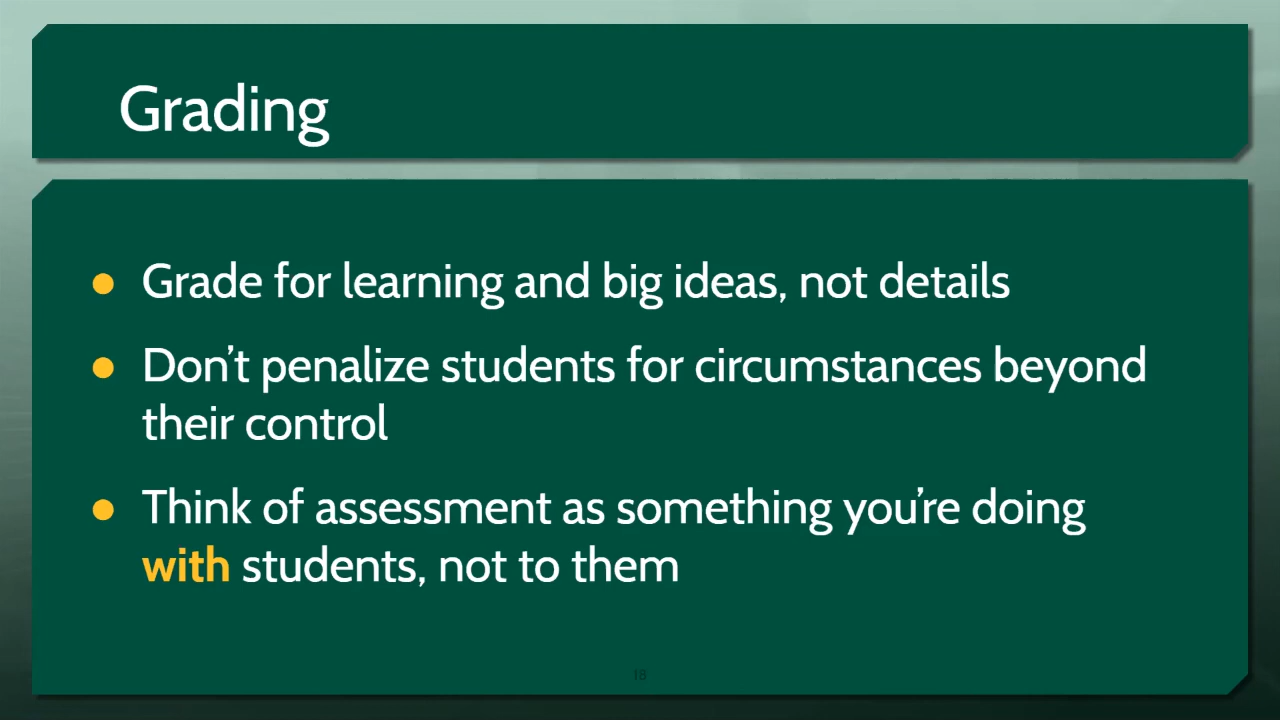 Grading
● Grade for learning and big ideas, not details
● Don’t penalize students for circumstances beyond
their control
● Think of assessment as something you’re doing
with students, not to them
18